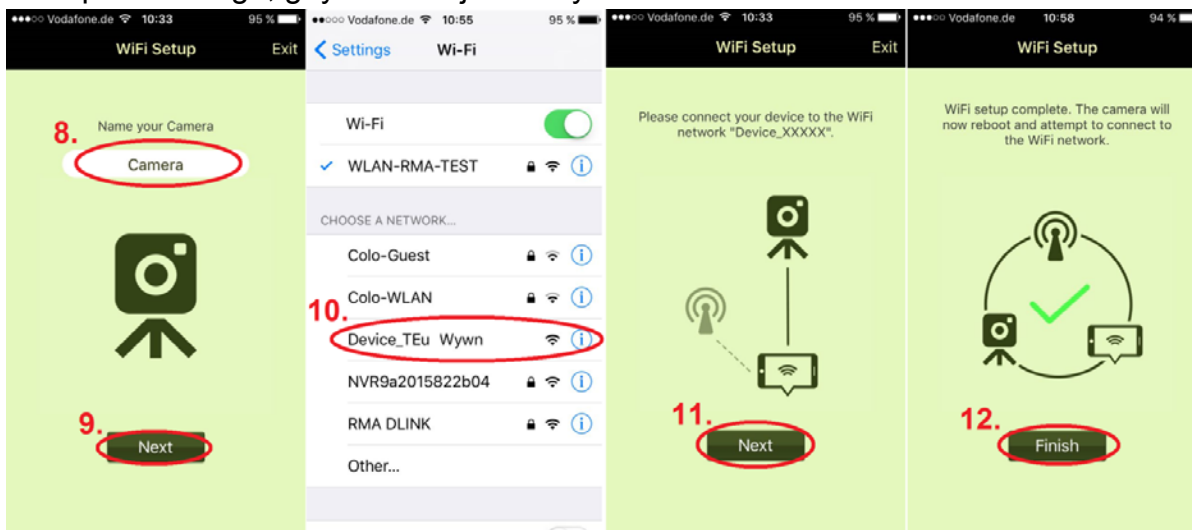 ●●●○○ Vodafone.de 10:33 95 %
WiFi Setup Exit
8. Name your Camera
Camera
9.
Next
●●●○○ Vodafone.de 10:55 95 %
Settings Wi-Fi
Wi-Fi
WLAN-RMA-TEST
CHOOSE A NETWORK...
Colo-Guest
Colo-WLAN
10.
Device_TEu Wywn
NVR9a2015822b04
RMA DLINK
Other...
●●●○○ Vodafone.de 10:33 95 %
WiFi Setup Exit
Please connect your device to the WiFi
network "Device_XXXXX".
11.
Next
●●●○○ Vodafone.de 10:58 94 %
WiFi Setup
WiFi setup complete. The camera will
now reboot and attempt to connect to
the WiFi network.
12.
Finish